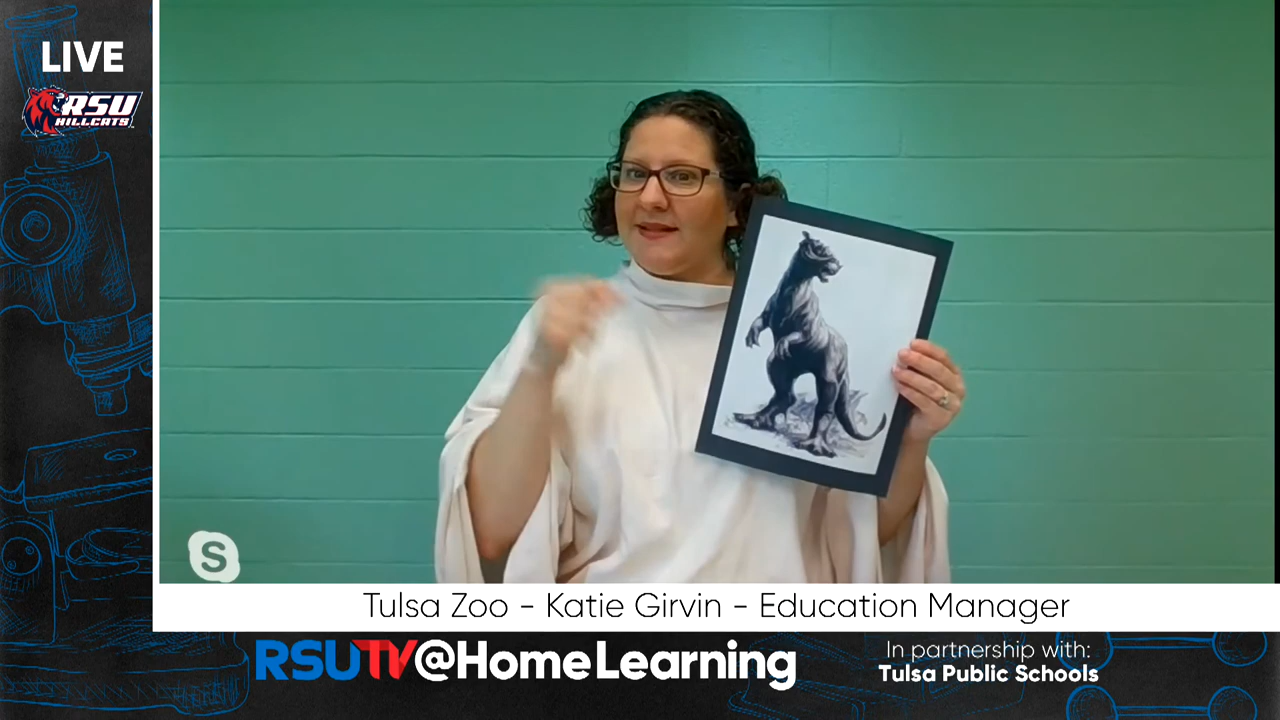 LIVE
RSU
HILLCATS
S
Tulsa Zoo - Katie Girvin - Education Manager
RSUTV@HomeLearning
In partnership with:
Tulsa Public Schools